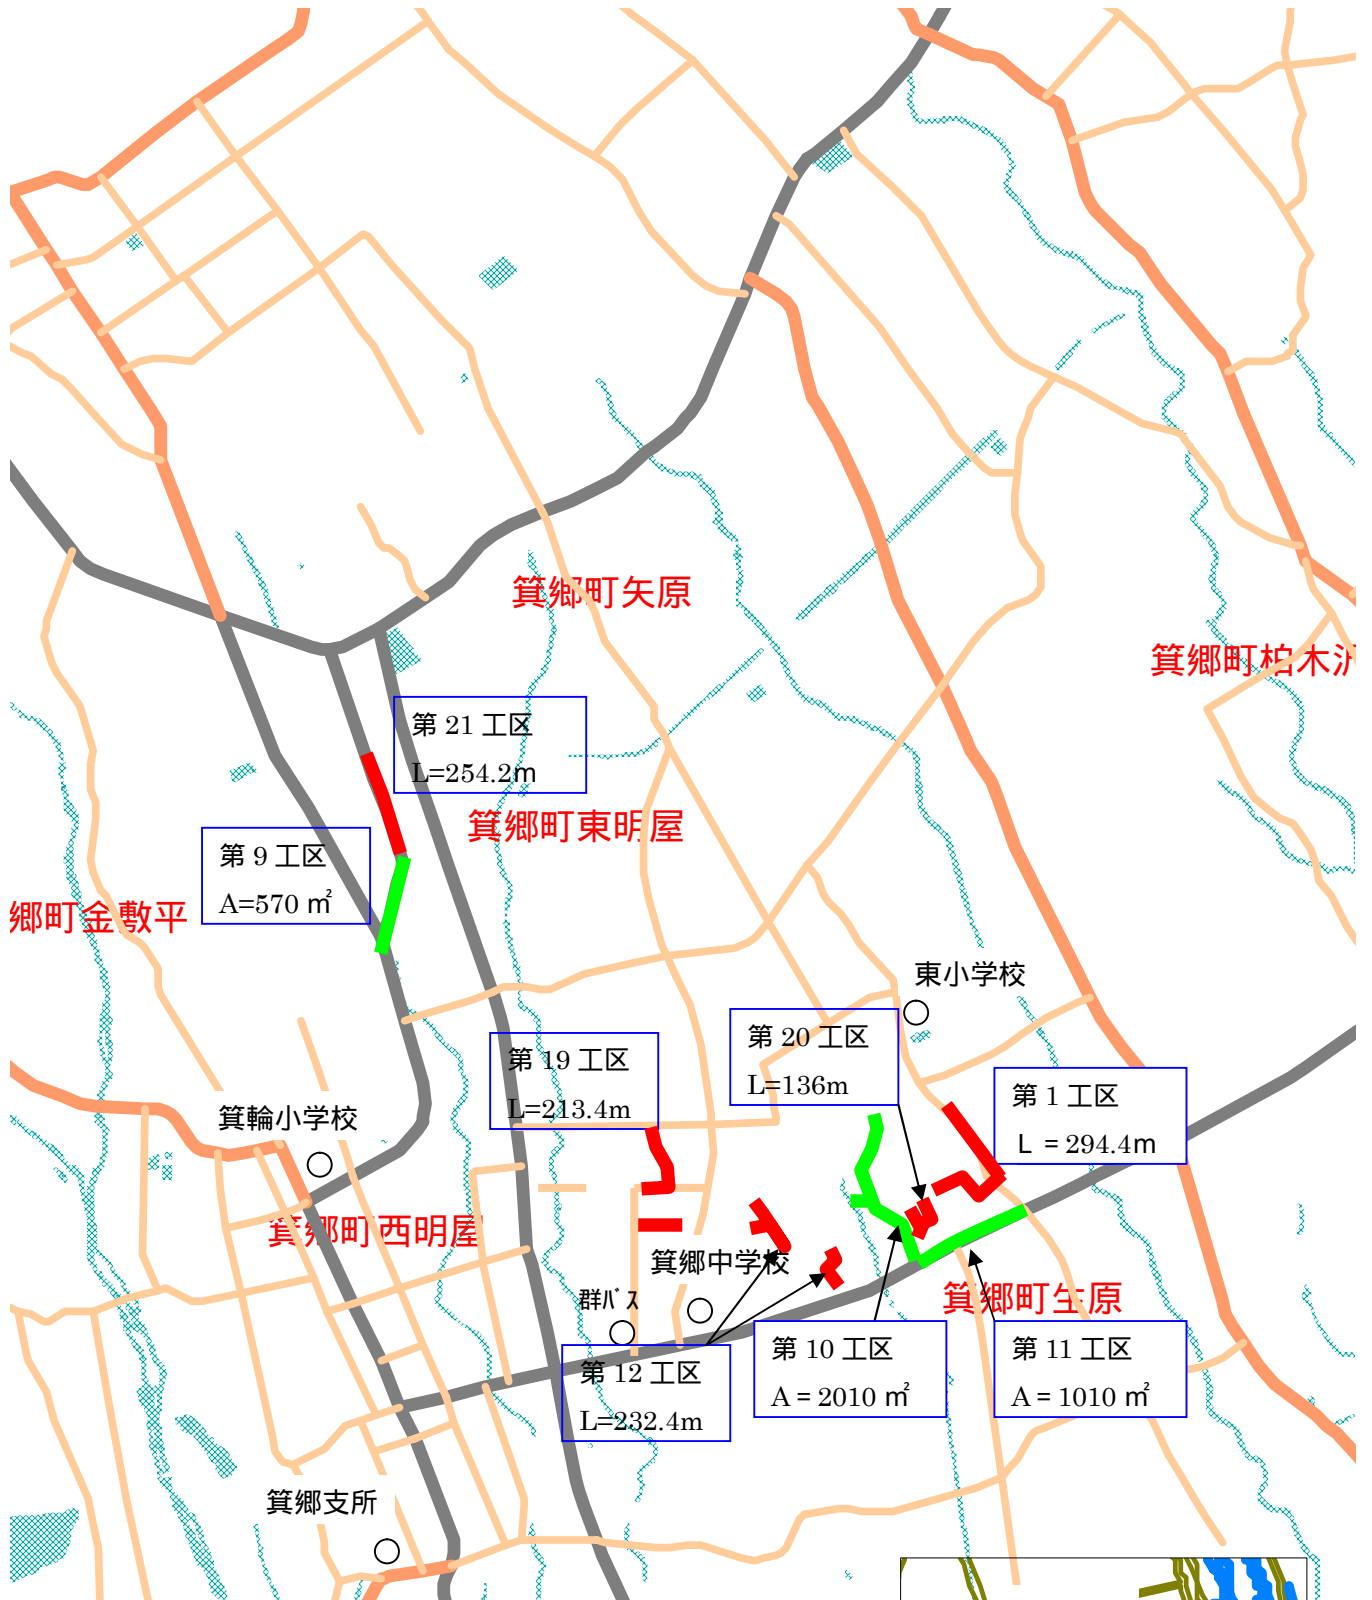 箕郷町矢原
箕郷町柏木沢
第 21 工区
L=254.2m
箕郷町東明屋
第 9 工区
A=570 ㎡
郷町金敷平
東小学校
第 20 工区
L=136m
第 19 工区
L=213.4m
第 1 工区
L = 294.4m
箕輪小学校
箕郷町西明屋
箕郷中学校
群ﾊﾞｽ
箕郷町生原
第 12 工区
L=232.4m
第 10 工区
A = 2010 ㎡
第 11 工区
A = 1010 ㎡
箕郷支所